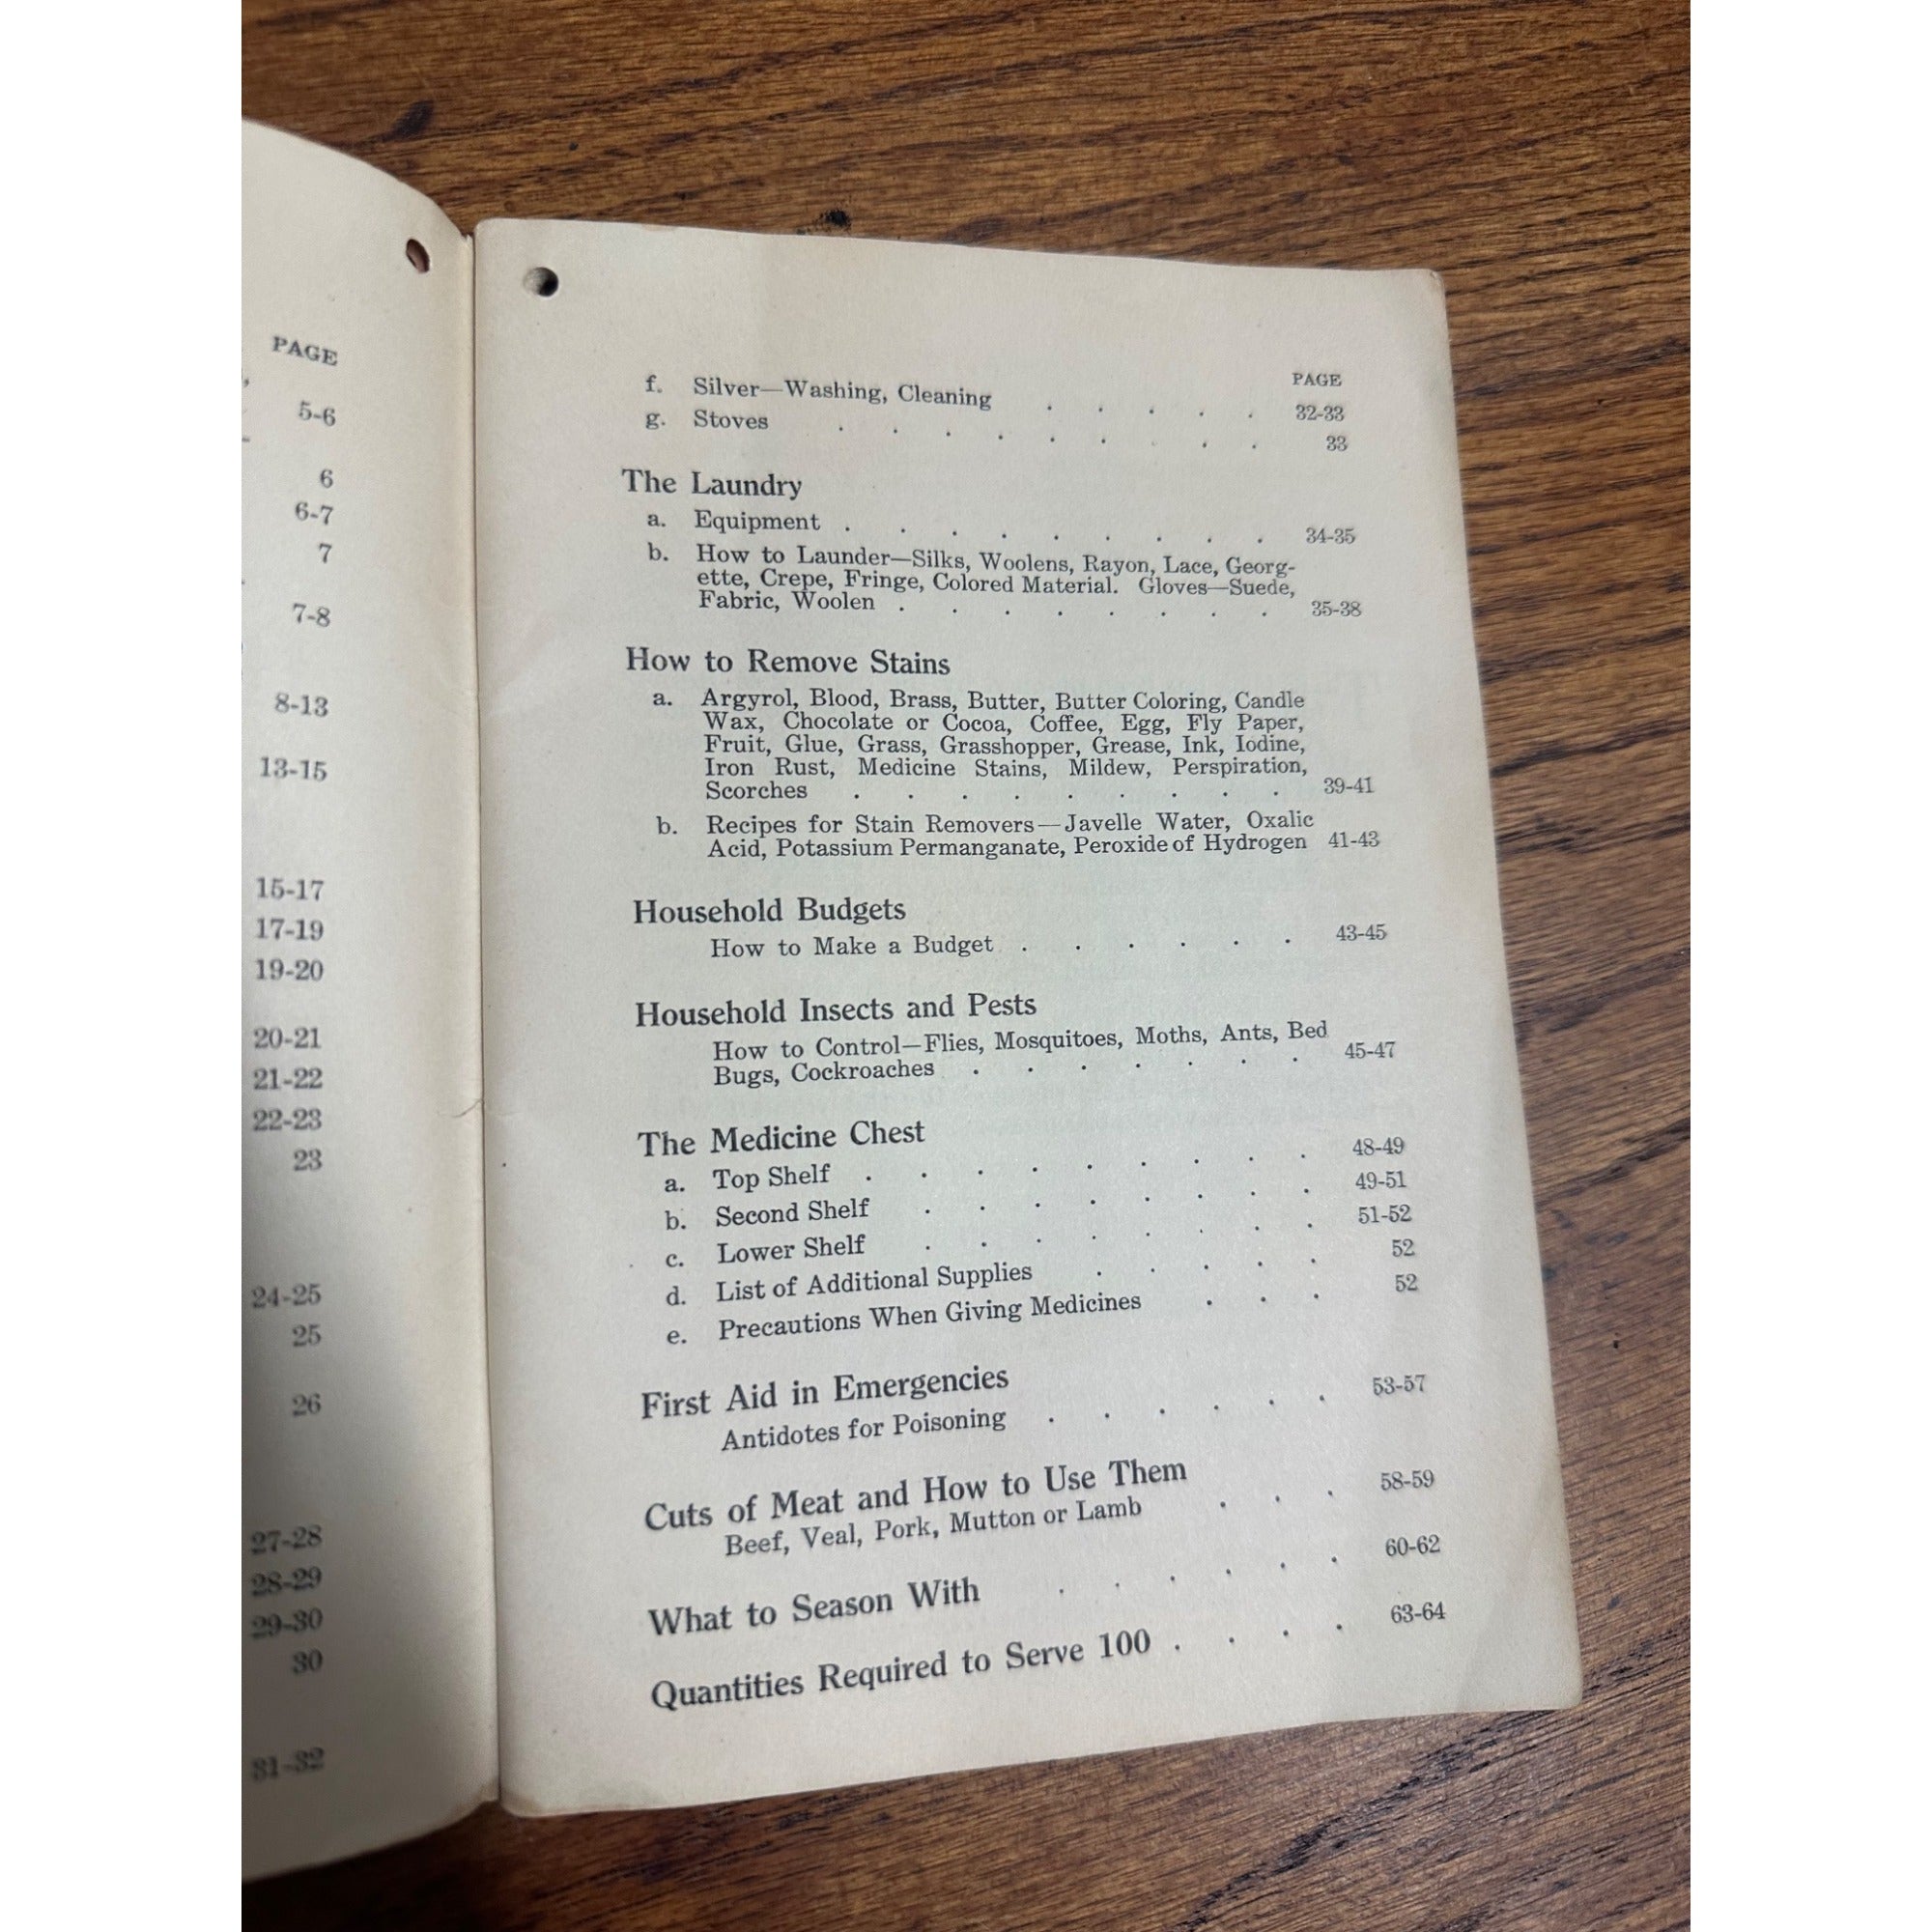 PAGE
5-6
6
6-7
7
7-8
8-13
13-15
15-17
17-19
19-20
20-21
21-22
22-23
23
24-25
25
26
27-28
28-29
29-30
30
31-32
PAGE
f. Silver—Washing, Cleaning . . . . . 32-33
g. Stoves . . . . . . . . . 33
The Laundry
a. Equipment . . . . . . . . . 34-35
b. How to Launder—Silks, Woolens, Rayon, Lace, Georg-
ette, Crepe, Fringe, Colored Material. Gloves—Suede,
Fabric, Woolen . . . . . . . . 35-38
How to Remove Stains
a. Argyrol, Blood, Brass, Butter, Butter Coloring, Candle
Wax, Chocolate or Cocoa, Coffee, Egg, Fly Paper,
Fruit, Glue, Grass, Grasshopper, Grease, Ink, Iodine,
Iron Rust, Medicine Stains, Mildew, Perspiration,
Scorches . . . . . . . . . 39-41
b. Recipes for Stain Removers—Javelle Water, Oxalic
Acid, Potassium Permanganate, Peroxide of Hydrogen 41-43
Household Budgets
How to Make a Budget . . . . . . 43-45
Household Insects and Pests
How to Control—Flies, Mosquitoes, Moths, Ants, Bed
Bugs, Cockroaches . . . . . . . 45-47
The Medicine Chest
a. Top Shelf . . . . . . . . . 48-49
b. Second Shelf . . . . . . . . 49-51
c. Lower Shelf . . . . . . . . 51-52
d. List of Additional Supplies . . . . . 52
e. Precautions When Giving Medicines . . . 52
First Aid in Emergencies
Antidotes for Poisoning . . . . . . 53-57
Cuts of Meat and How to Use Them
Beef, Veal, Pork, Mutton or Lamb . . . 58-59
What to Season With . . . . . . 60-62
Quantities Required to Serve 100 . . . . 63-64